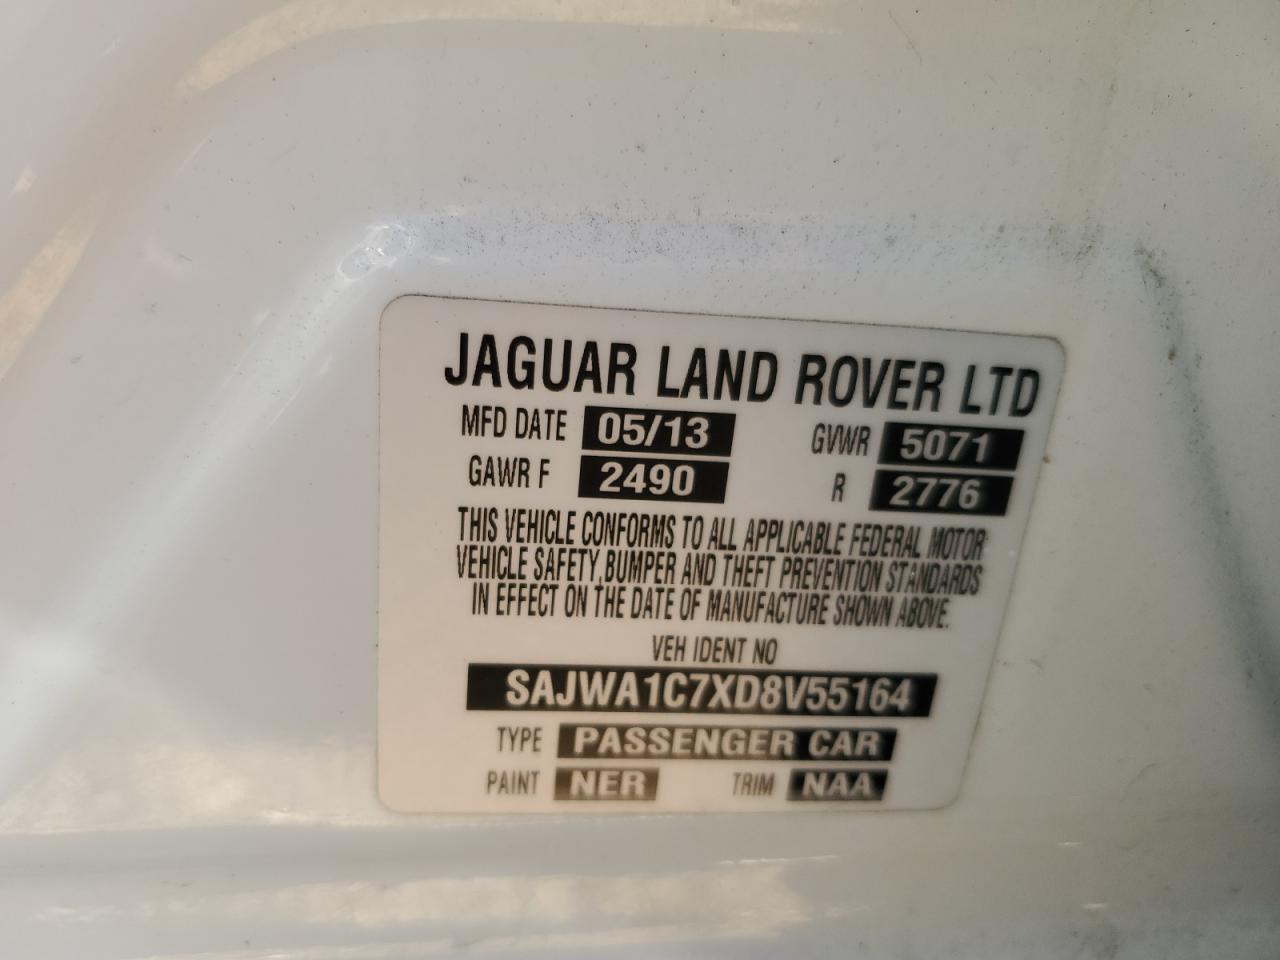 JAGUAR LAND ROVER LTD
MFD DATE 05/13 GVWR 5071
GAWR F 2490 R 2776
THIS VEHICLE CONFORMS TO ALL APPLICABLE FEDERAL MOTOR
VEHICLE SAFETY,BUMPER AND THEFT PREVENTION STANDARDS
IN EFFECT ON THE DATE OF MANUFACTURE SHOWN ABOVE.
VEH IDENT NO
SAJWA1C7XD8V55164
TYPE PASSENGER CAR
PAINT NER TRIM NAA